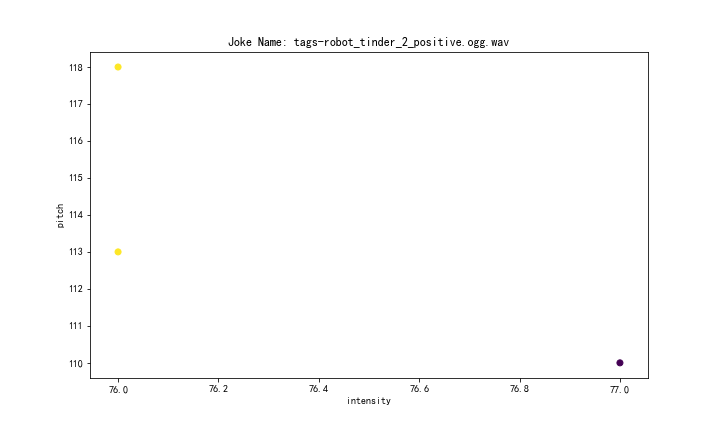 Joke Name: tags-robot_tinder_2_positive.ogg.wav
118
117
116
115
114
113
112
111
110
pitch
76.0 76.2 76.4 76.6 76.8 77.0
intensity